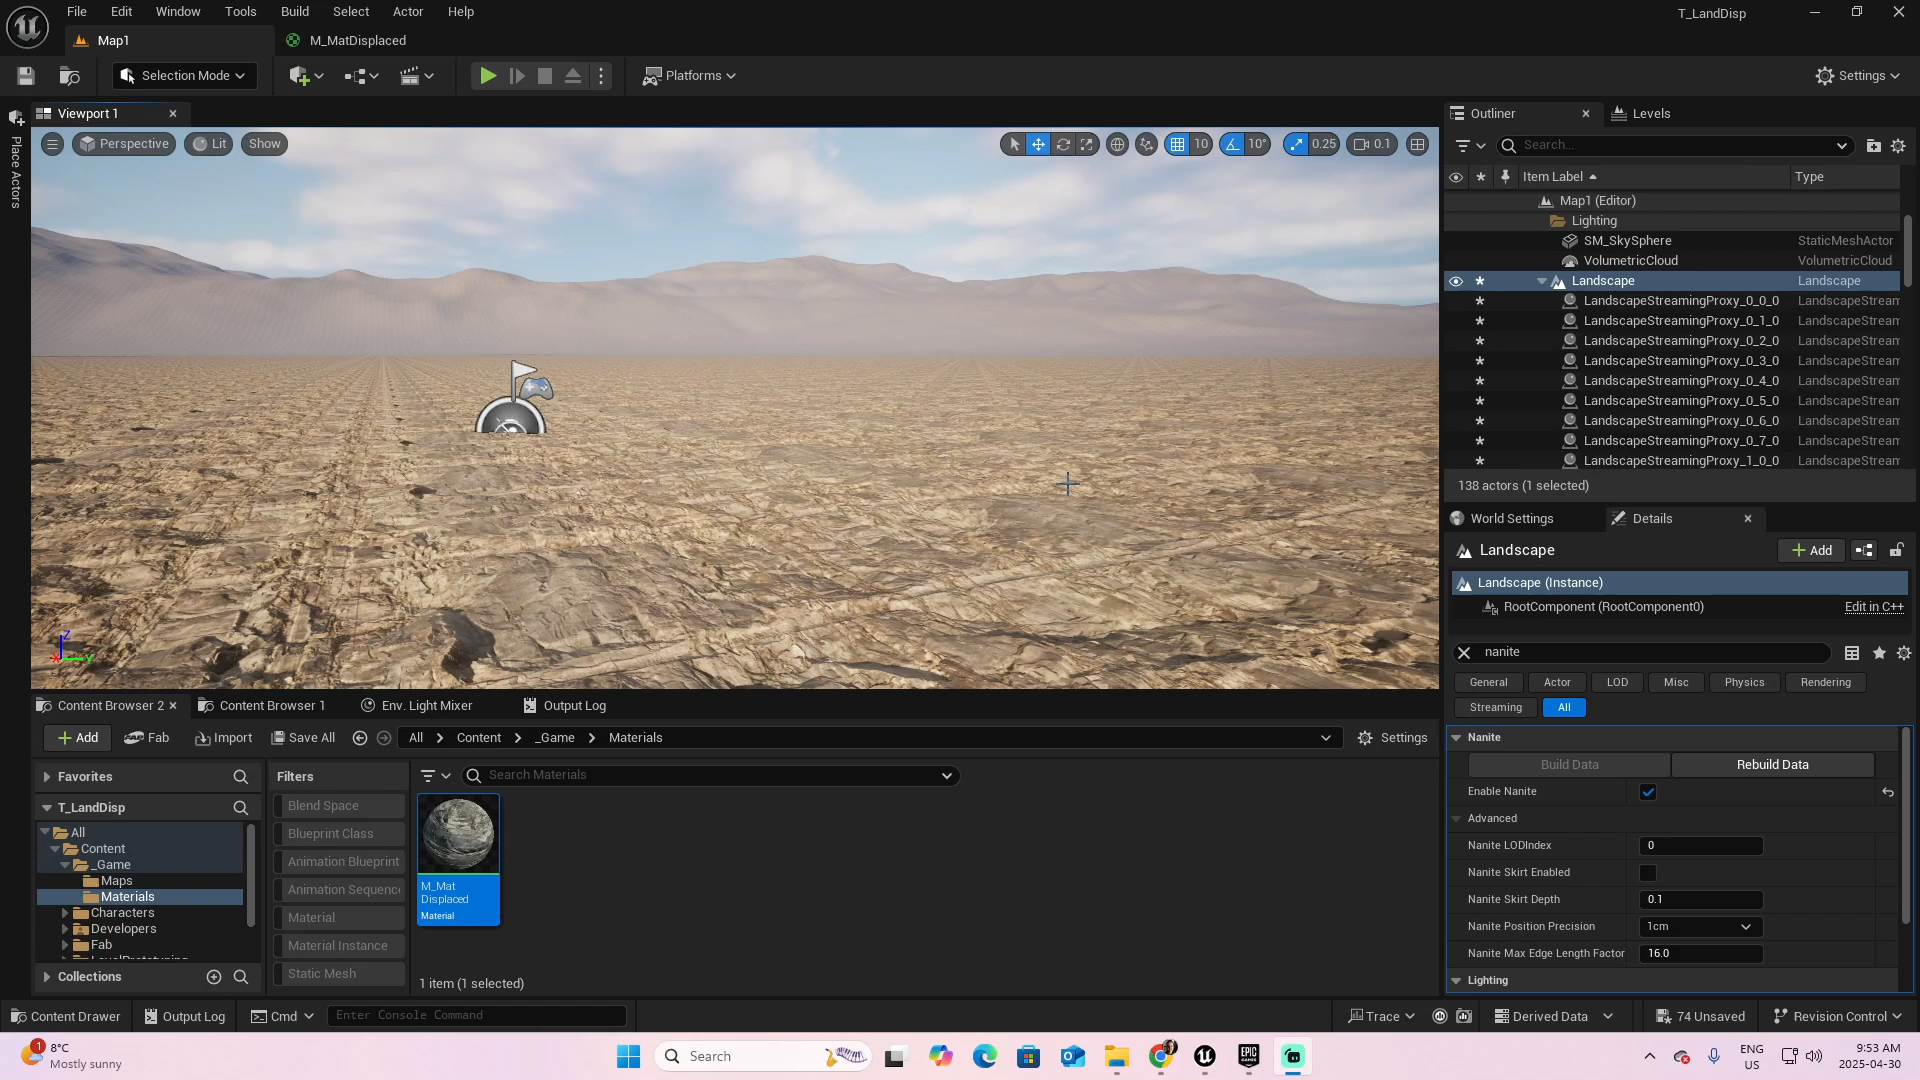 File Edit Window Tools Build Select Actor Help
T_LandDisp
Map1
M_MatDisplaced
Selection Mode
Platforms
Settings
Viewport 1
Perspective
Lit
Show
10
10°
0.25
0.1
Place Actors
Outliner
Levels
Search...
Item Label
Type
Map1 (Editor)
Lighting
SM_SkySphere StaticMeshActor
VolumetricCloud VolumetricCloud
Landscape Landscape
LandscapeStreamingProxy_0_0_0 LandscapeStream
LandscapeStreamingProxy_0_1_0 LandscapeStream
LandscapeStreamingProxy_0_2_0 LandscapeStream
LandscapeStreamingProxy_0_3_0 LandscapeStream
LandscapeStreamingProxy_0_4_0 LandscapeStream
LandscapeStreamingProxy_0_5_0 LandscapeStream
LandscapeStreamingProxy_0_6_0 LandscapeStream
LandscapeStreamingProxy_0_7_0 LandscapeStream
LandscapeStreamingProxy_1_0_0 LandscapeStream
138 actors (1 selected)
World Settings
Details
Landscape
Add
Landscape (Instance)
RootComponent (RootComponent0) Edit in C++
nanite
General Actor LOD Misc Physics Rendering
Streaming All
Nanite
Build Data Rebuild Data
Enable Nanite
Advanced
Nanite LODIndex 0
Nanite Skirt Enabled
Nanite Skirt Depth 0.1
Nanite Position Precision 1cm
Nanite Max Edge Length Factor 16.0
Lighting
Z
X
Y
Content Browser 2
Content Browser 1
Env. Light Mixer
Output Log
Add Fab Import Save All All Content _Game Materials Settings
Favorites
T_LandDisp
All
Content
_Game
Maps
Materials
Characters
Developers
Fab
Collections
Filters
Blend Space
Blueprint Class
Animation Blueprint
Animation Sequenc
Material
Material Instance
Static Mesh
Search Materials
M_Mat
Displaced
Material
1 item (1 selected)
Content Drawer Output Log Cmd Enter Console Command Trace Derived Data 74 Unsaved Revision Control
1
8°C
Mostly sunny
Search
EPIC
GAMES
ENG
US
9:53 AM
2025-04-30